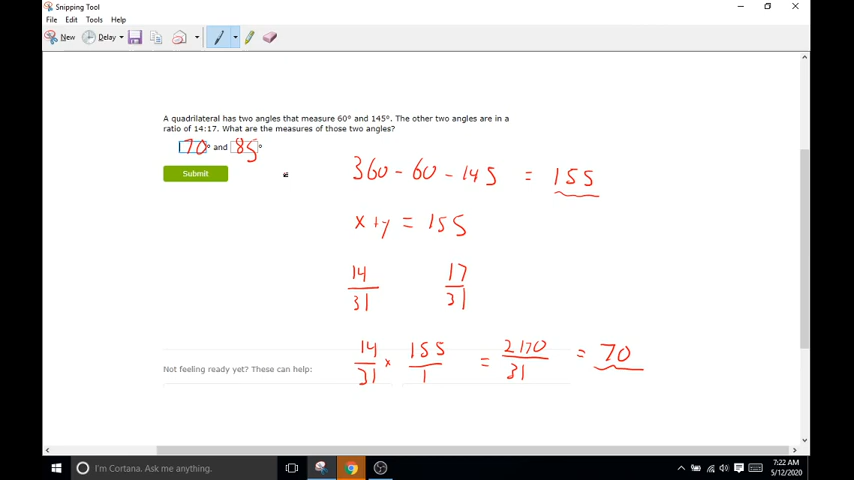 Snipping Tool
File Edit Tools Help
New Delay
A quadrilateral has two angles that measure 60° and 145°. The other two angles are in a
ratio of 14:17. What are the measures of those two angles?
70° and 85°
Submit
360 - 60 - 145 = 155
x + y = 155
14/31 17/31
14/31 × 155/1 = 2170/31 = 70
Not feeling ready yet? These can help:
I'm Cortana. Ask me anything.
7:22 AM
5/12/2020